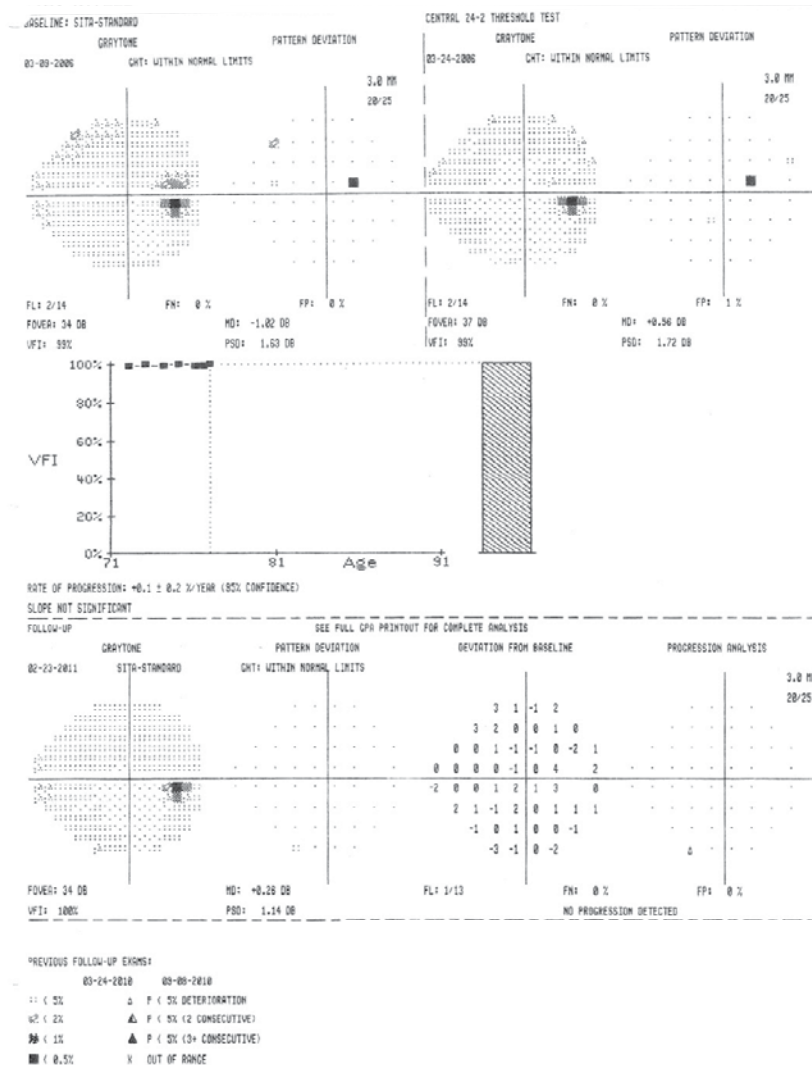 BASELINE: SITA-STANDARD
GRAYTONE PATTERN DEVIATION
03-09-2006 GHT: WITHIN NORMAL LIMITS
3.0 MM
20/25
FL: 2/14 FN: 0 % FP: 0 %
FOVEA: 34 DB MD: -1.02 DB
VFI: 99% PSD: 1.63 DB
CENTRAL 24-2 THRESHOLD TEST
GRAYTONE PATTERN DEVIATION
03-24-2006 GHT: WITHIN NORMAL LIMITS
3.0 MM
20/25
FL: 2/14 FN: 0 % FP: 1 %
FOVEA: 37 DB MD: +0.56 DB
VFI: 99% PSD: 1.72 DB
100%
80%
60%
VFI
40%
20%
0%
71 81 Age 91
RATE OF PROGRESSION: +0.1 ± 0.2 %/YEAR (95% CONFIDENCE)
SLOPE NOT SIGNIFICANT
FOLLOW-UP SEE FULL GPA PRINTOUT FOR COMPLETE ANALYSIS
GRAYTONE PATTERN DEVIATION DEVIATION FROM BASELINE PROGRESSION ANALYSIS
02-23-2011 SITA-STANDARD GHT: WITHIN NORMAL LIMITS
3.0 M
20/25
3 1 -1 2
3 2 0 0 1 0
0 0 1 -1 -1 0 -2 1
0 0 0 0 -1 0 4 2
-2 0 0 1 2 1 3 0
2 1 -1 2 0 1 1 1
-1 0 1 0 0 -1
-3 -1 0 -2
FOVEA: 34 DB MD: +0.28 DB FL: 1/13 FN: 0 % FP: 0 %
VFI: 100% PSD: 1.14 DB NO PROGRESSION DETECTED
PREVIOUS FOLLOW-UP EXAMS:
03-24-2010 09-08-2010
< 5% P < 5% DETERIORATION
< 2% P < 5% (2 CONSECUTIVE)
< 1% P < 5% (3+ CONSECUTIVE)
< 0.5% X OUT OF RANGE